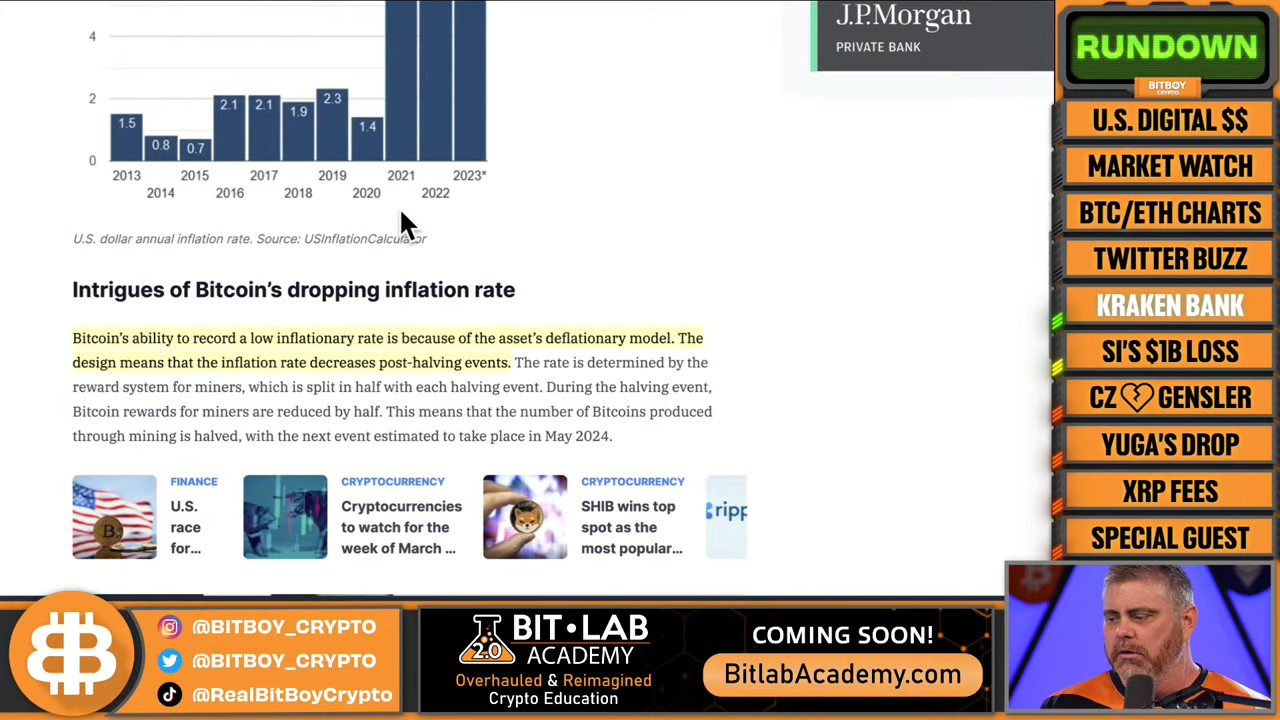 4
2
0
1.5
0.8
0.7
2.1
2.1
1.9
2.3
1.4
2013
2015
2017
2019
2021
2023*
2014
2016
2018
2020
2022
U.S. dollar annual inflation rate. Source: USInflationCalculator
Intrigues of Bitcoin’s dropping inflation rate
Bitcoin’s ability to record a low inflationary rate is because of the asset’s deflationary model. The
design means that the inflation rate decreases post-halving events. The rate is determined by the
reward system for miners, which is split in half with each halving event. During the halving event,
Bitcoin rewards for miners are reduced by half. This means that the number of Bitcoins produced
through mining is halved, with the next event estimated to take place in May 2024.
FINANCE
U.S.
race
for...
CRYPTOCURRENCY
Cryptocurrencies
to watch for the
week of March ...
CRYPTOCURRENCY
SHIB wins top
spot as the
most popular...
ripp
J.P.Morgan
PRIVATE BANK
RUNDOWN
BITBOY
CRYPTO
U.S. DIGITAL $$
MARKET WATCH
BTC/ETH CHARTS
TWITTER BUZZ
KRAKEN BANK
SI'S $1B LOSS
CZ 💔 GENSLER
YUGA'S DROP
XRP FEES
SPECIAL GUEST
@BITBOY_CRYPTO
@BITBOY_CRYPTO
@RealBitBoyCrypto
2.0
BIT•LAB
ACADEMY
Overhauled & Reimagined
Crypto Education
COMING SOON!
BitlabAcademy.com